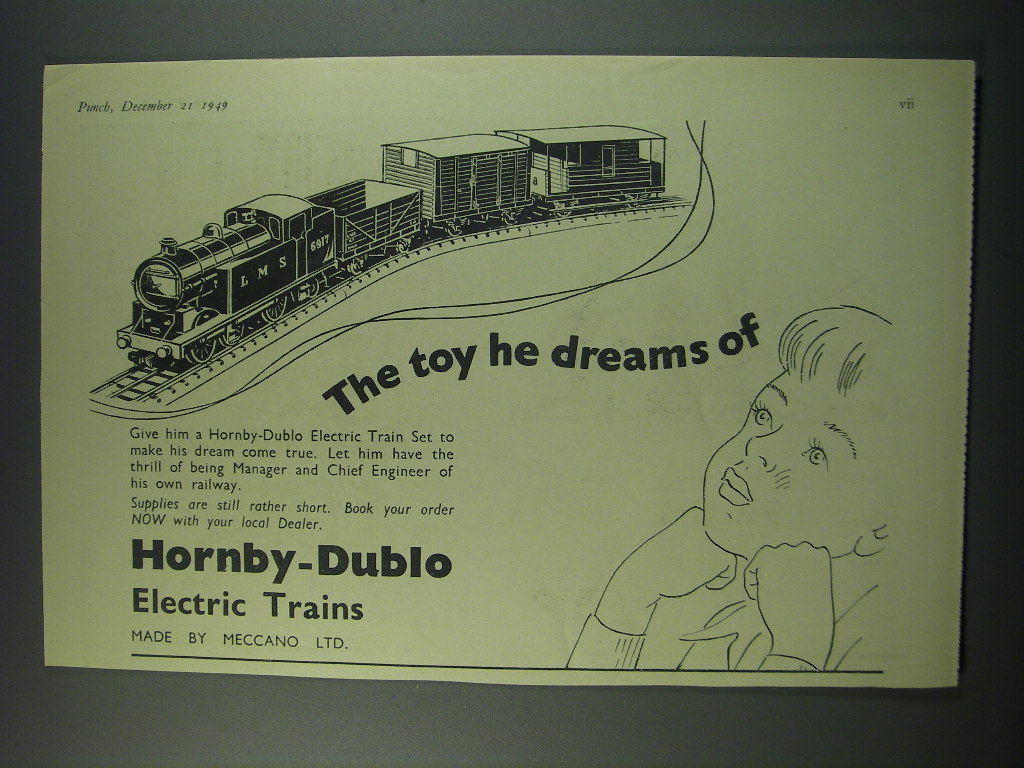 Punch, December 21 1949
vii
6917
L M S
The toy he dreams of
Give him a Hornby-Dublo Electric Train Set to
make his dream come true. Let him have the
thrill of being Manager and Chief Engineer of
his own railway.
Supplies are still rather short. Book your order
NOW with your local Dealer.
Hornby-Dublo
Electric Trains
MADE BY MECCANO LTD.